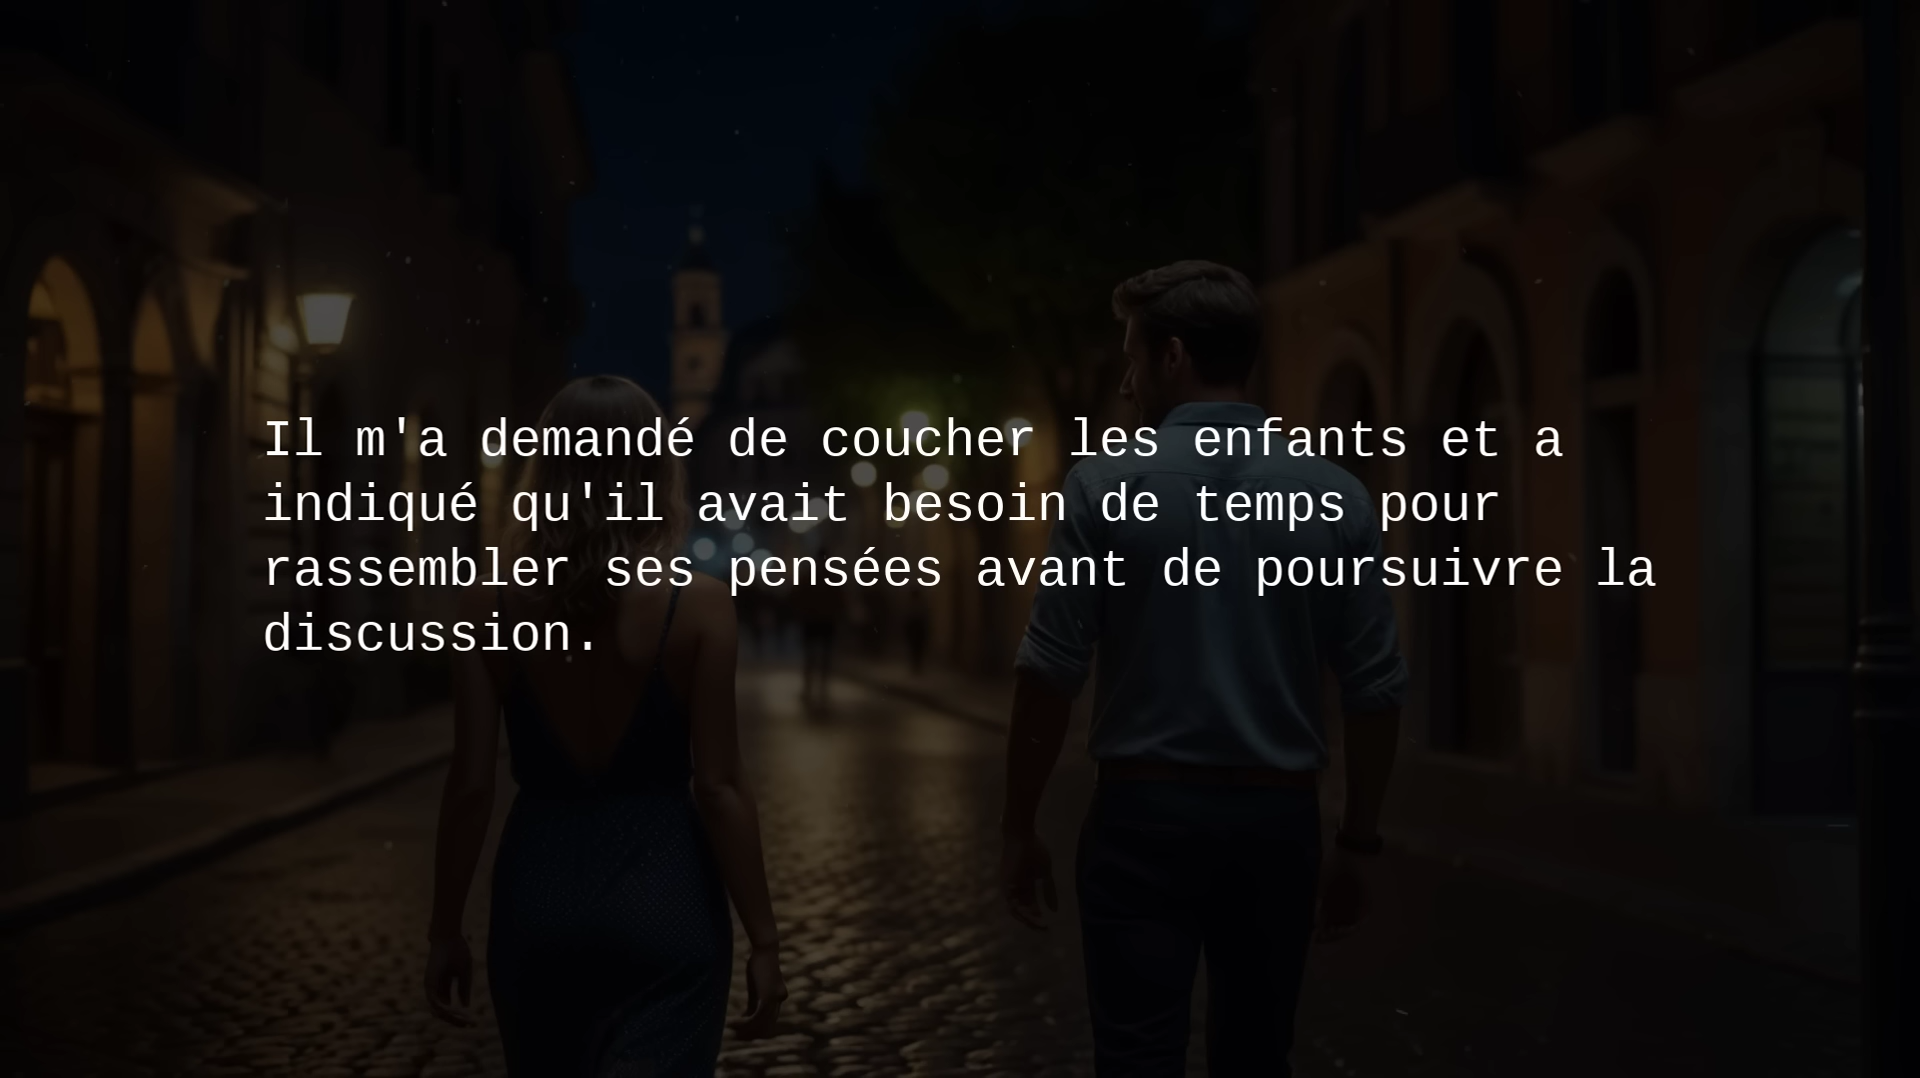 Il m'a demandé de coucher les enfants et a
indiqué qu'il avait besoin de temps pour
rassembler ses pensées avant de poursuivre la
discussion.